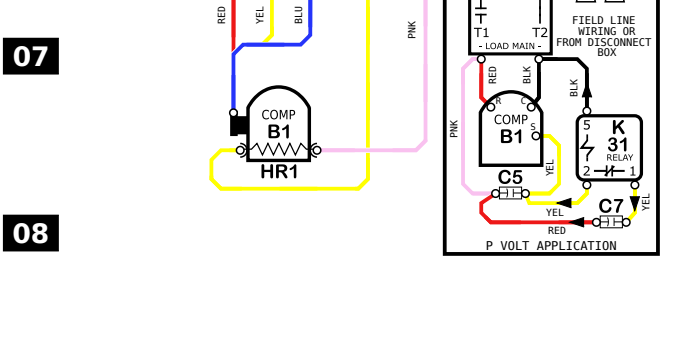 RED
YEL
BLU
PNK
T1
T2
- LOAD MAIN -
FIELD LINE
WIRING OR
FROM DISCONNECT
BOX
07
RED
BLK
BLK
PNK
COMP
B1
HR1
R
C
S
COMP
B1
5
K
31
RELAY
2
1
YEL
C5
YEL
C7
YEL
RED
08
P VOLT APPLICATION